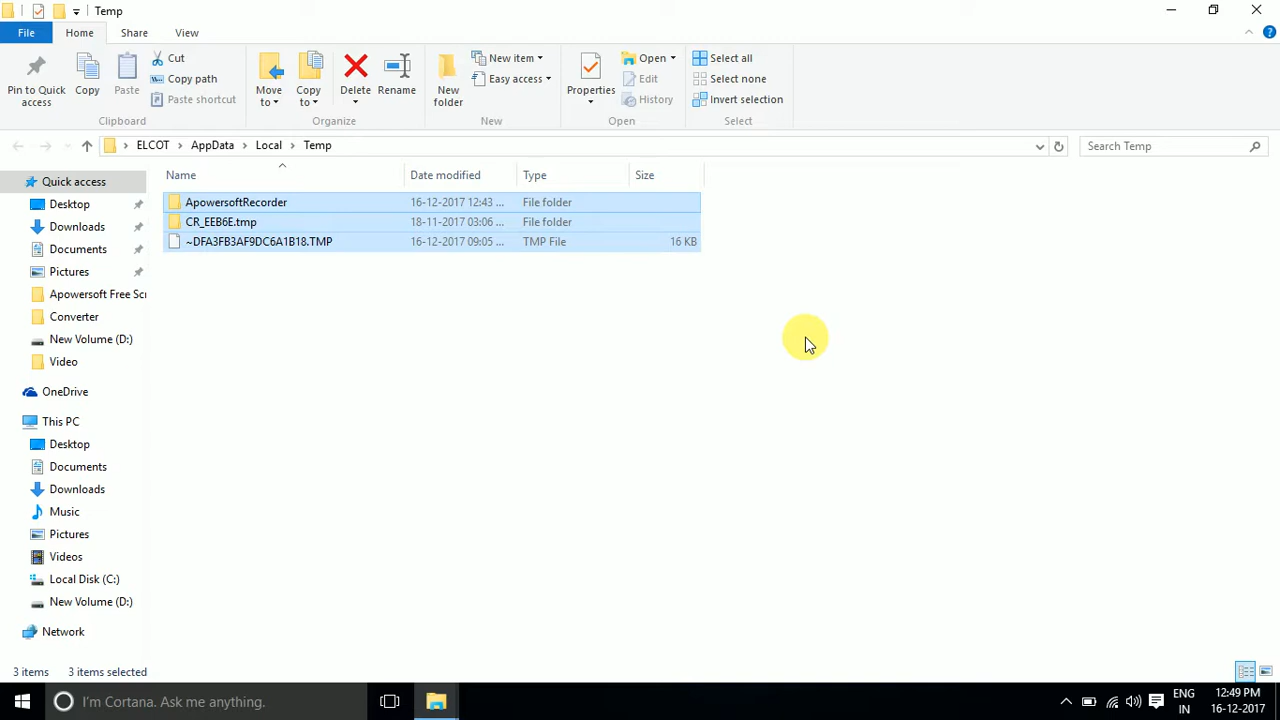 Temp
File Home Share View
Pin to Quick access
Copy
Paste
Cut
Copy path
Paste shortcut
Clipboard
Move to
Copy to
Delete
Rename
Organize
New folder
New item
Easy access
New
Properties
Open
Edit
History
Open
Select all
Select none
Invert selection
Select
ELCOT > AppData > Local > Temp
Search Temp
Name Date modified Type Size
ApowersoftRecorder 16-12-2017 12:43 ... File folder
CR_EEB6E.tmp 18-11-2017 03:06 ... File folder
~DFA3FB3AF9DC6A1B18.TMP 16-12-2017 09:05 ... TMP File 16 KB
Quick access
Desktop
Downloads
Documents
Pictures
Apowersoft Free Scr
Converter
New Volume (D:)
Video
OneDrive
This PC
Desktop
Documents
Downloads
Music
Pictures
Videos
Local Disk (C:)
New Volume (D:)
Network
3 items 3 items selected
I'm Cortana. Ask me anything.
ENG
IN
12:49 PM
16-12-2017